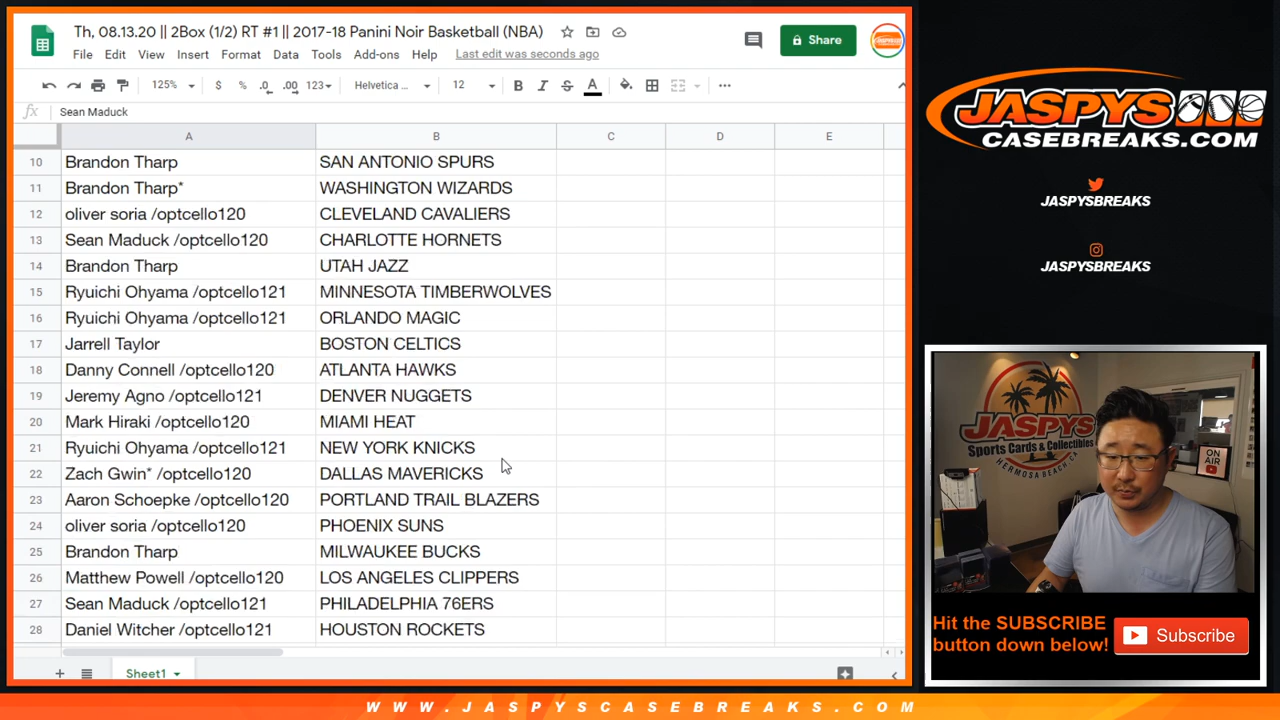 Th, 08.13.20 || 2Box (1/2) RT #1 || 2017-18 Panini Noir Basketball (NBA)
File Edit View Insert Format Data Tools Add-ons Help Last edit was seconds ago
Share
125% $ % .0 .00 123 Helvetica ... 12 B I S A ...
fx Sean Maduck
A B C D E
10 Brandon Tharp SAN ANTONIO SPURS
11 Brandon Tharp* WASHINGTON WIZARDS
12 oliver soria /optcello120 CLEVELAND CAVALIERS
13 Sean Maduck /optcello120 CHARLOTTE HORNETS
14 Brandon Tharp UTAH JAZZ
15 Ryuichi Ohyama /optcello121 MINNESOTA TIMBERWOLVES
16 Ryuichi Ohyama /optcello121 ORLANDO MAGIC
17 Jarrell Taylor BOSTON CELTICS
18 Danny Connell /optcello120 ATLANTA HAWKS
19 Jeremy Agno /optcello121 DENVER NUGGETS
20 Mark Hiraki /optcello120 MIAMI HEAT
21 Ryuichi Ohyama /optcello121 NEW YORK KNICKS
22 Zach Gwin* /optcello120 DALLAS MAVERICKS
23 Aaron Schoepke /optcello120 PORTLAND TRAIL BLAZERS
24 oliver soria /optcello120 PHOENIX SUNS
25 Brandon Tharp MILWAUKEE BUCKS
26 Matthew Powell /optcello120 LOS ANGELES CLIPPERS
27 Sean Maduck /optcello121 PHILADELPHIA 76ERS
28 Daniel Witcher /optcello121 HOUSTON ROCKETS
Sheet1
JASPYS
CASEBREAKS.COM
JASPYSBREAKS
JASPYSBREAKS
JASPYS
Sports Cards & Collectibles
HERMOSA BEACH, CA
ON AIR
Hit the SUBSCRIBE
button down below!
Subscribe
WWW.JASPYSCASEBREAKS.COM